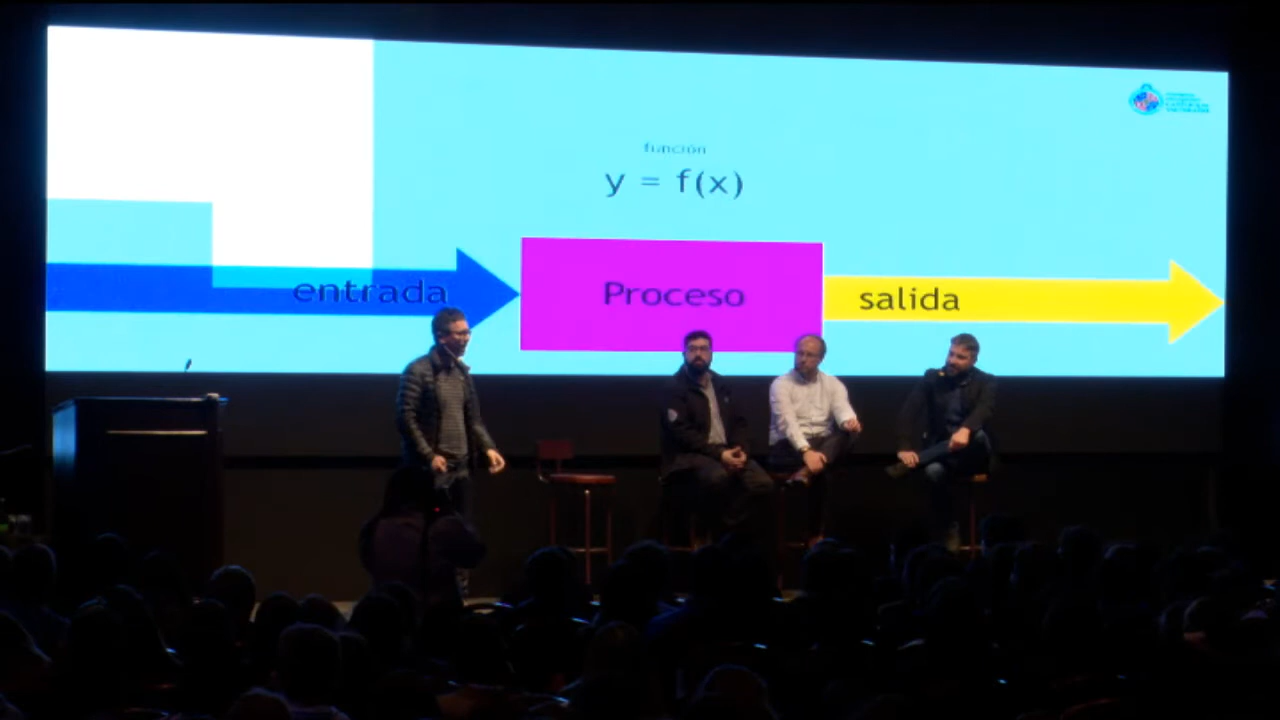 función
y = f(x)
entrada
Proceso
salida